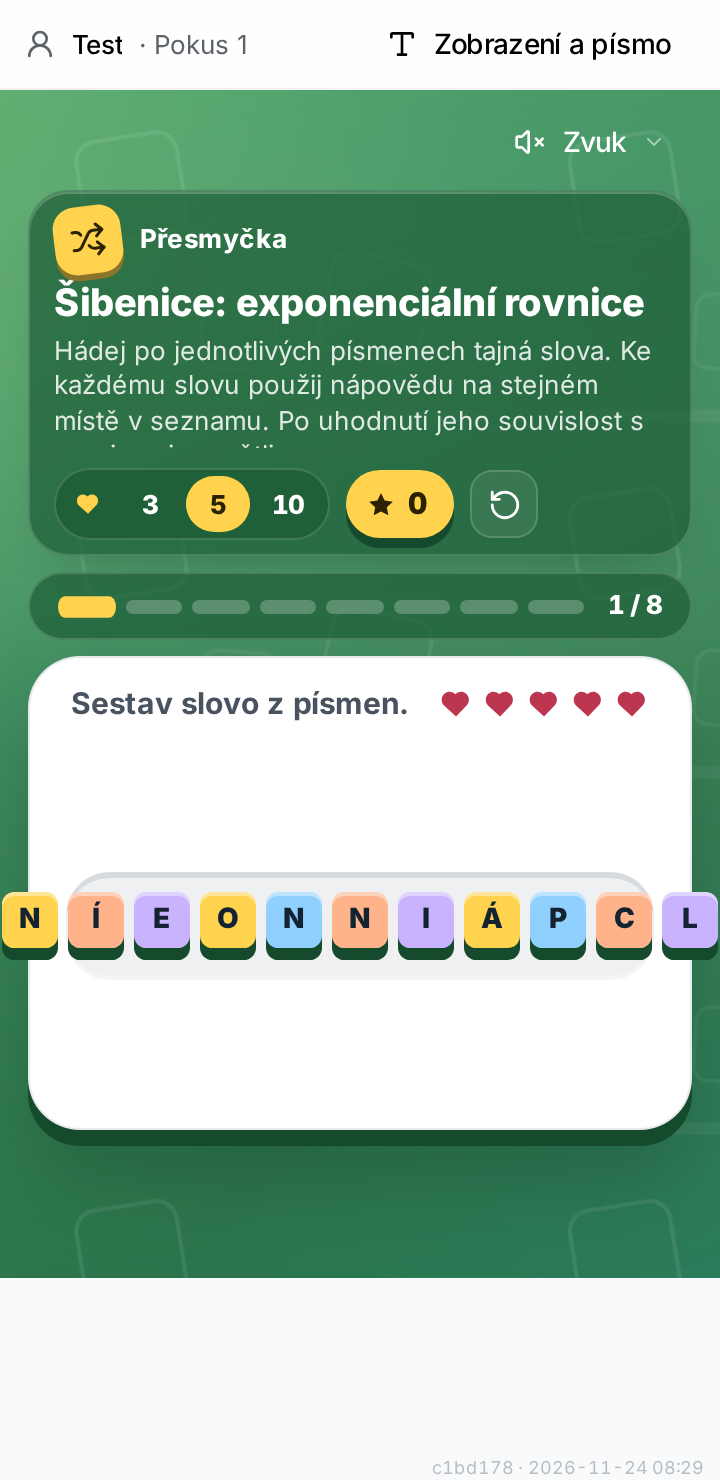 Test · Pokus 1
Zobrazení a písmo
Zvuk
Přesmyčka
Šibenice: exponenciální rovnice
Hádej po jednotlivých písmenech tajná slova. Ke
každému slovu použij nápovědu na stejném
místě v seznamu. Po uhodnutí jeho souvislost s
3 5 10 0
1 / 8
Sestav slovo z písmen.
N Í E O N N I Á P C L
c1bd178 · 2026-11-24 08:29